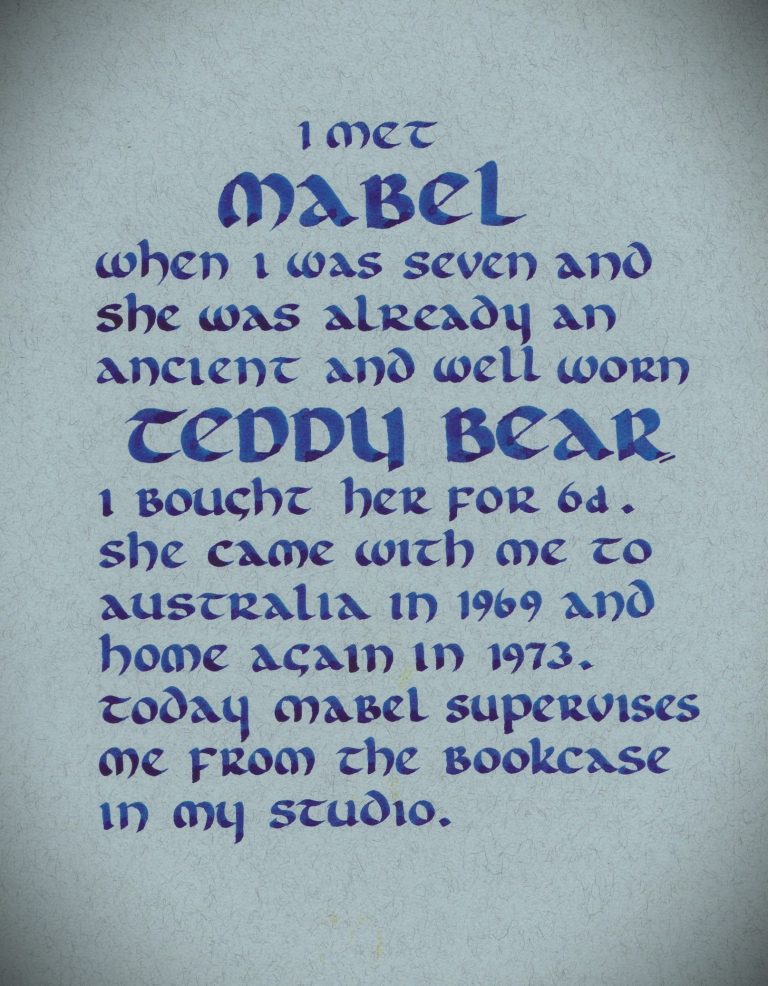 I met
MABEL
when I was seven and
she was already an
ancient and well worn
TEDDY BEAR,
I bought her for 6d.
She came with me to
Australia in 1969 and
home again in 1973.
Today Mabel supervises
me from the bookcase
in my studio.